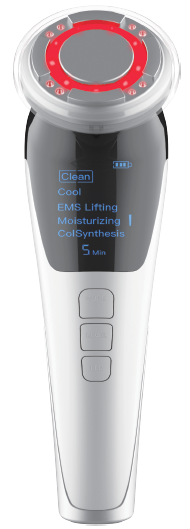 Clean
Cool
EMS Lifting
Moisturizing
ColSynthesis
5 Min